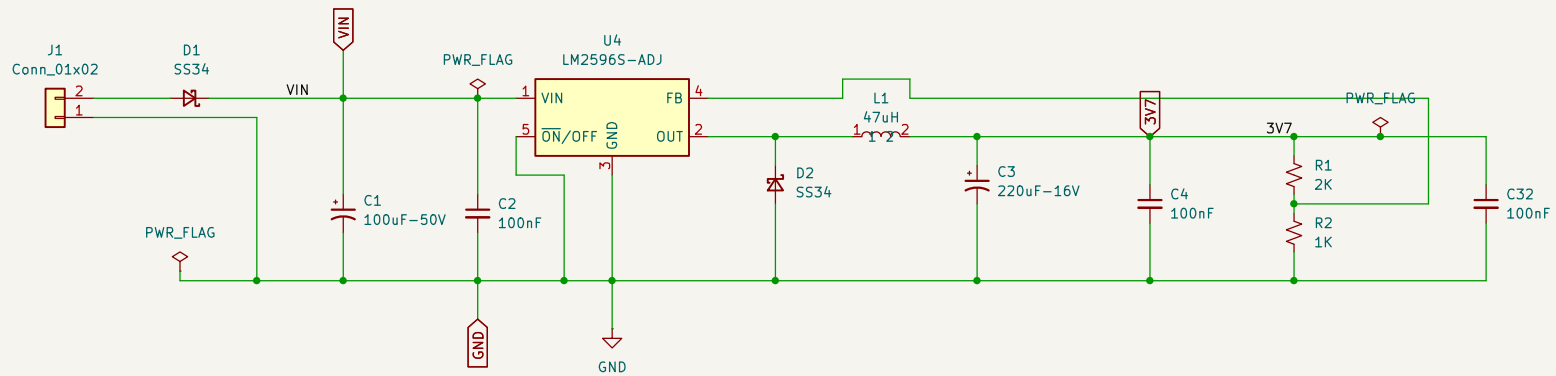 VIN
J1
Conn_01x02
2
1
D1
SS34
VIN
PWR_FLAG
U4
LM2596S-ADJ
1
VIN
FB
4
5
ON/OFF
GND
OUT
2
3
L1
47uH
1
2
1 2
3V7
PWR_FLAG
3V7
D2
SS34
C3
220uF-16V
C4
100nF
R1
2K
R2
1K
C32
100nF
C1
100uF-50V
C2
100nF
PWR_FLAG
GND
GND